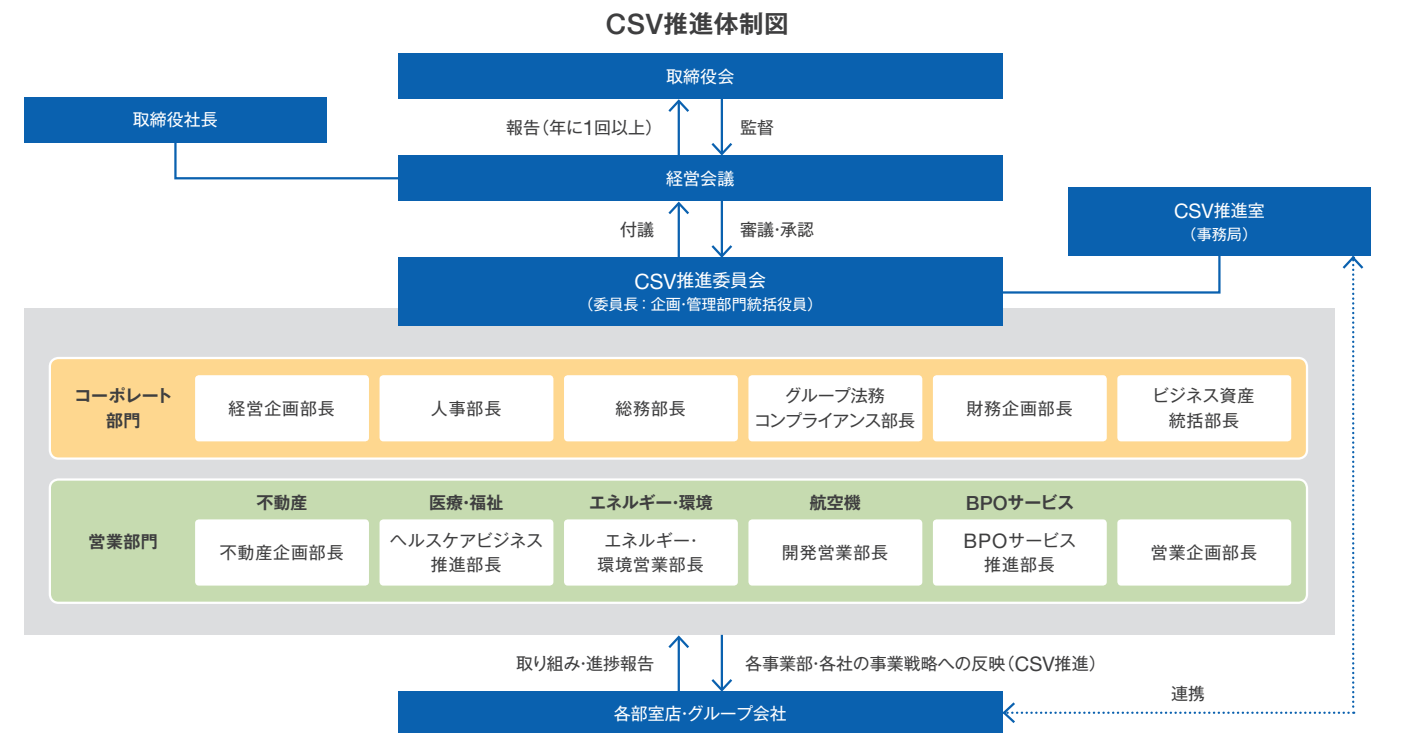 CSV推進体制図
取締役会
取締役社長
報告(年に1回以上)
監督
経営会議
付議
審議・承認
CSV推進室
(事務局)
CSV推進委員会
(委員長:企画・管理部門統括役員)
コーポレート
部門
経営企画部長
人事部長
総務部長
グループ法務
コンプライアンス部長
財務企画部長
ビジネス資産
統括部長
営業部門
不動産
不動産企画部長
医療・福祉
ヘルスケアビジネス
推進部長
エネルギー・環境
エネルギー・
環境営業部長
航空機
開発営業部長
BPOサービス
BPOサービス
推進部長
営業企画部長
取り組み・進捗報告
各事業部・各社の事業戦略への反映(CSV推進)
連携
各部室店・グループ会社